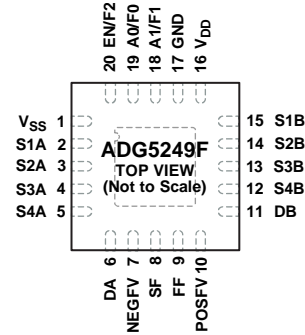 20 EN/F2
19 A0/F0
18 A1/F1
17 GND
16 VDD
VSS 1
S1A 2
S2A 3
S3A 4
S4A 5
ADG5249F
TOP VIEW
(Not to Scale)
15 S1B
14 S2B
13 S3B
12 S4B
11 DB
DA 6
NEGFV 7
SF 8
FF 9
POSFV 10